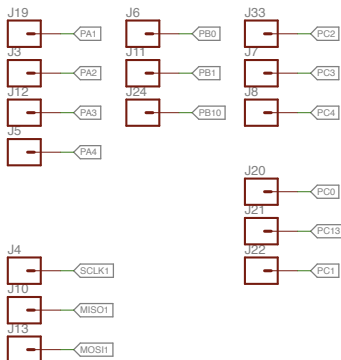 J19 J6 J33
PA1 PB0 PC2
J3 J11 J7
PA2 PB1 PC3
J12 J24 J8
PA3 PB10 PC4
J5
PA4
J20
PC0
J21
PC13
J4 J22
SCLK1 PC1
J10
MISO1
J13
MOSI1